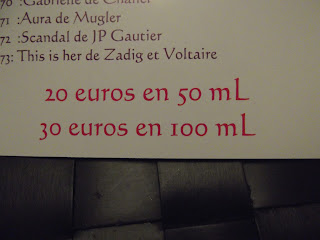 70 :Gabrielle de Chanel
71 :Aura de Mugler
72 :Scandal de JP Gautier
73: This is her de Zadig et Voltaire
20 euros en 50 mL
30 euros en 100 mL